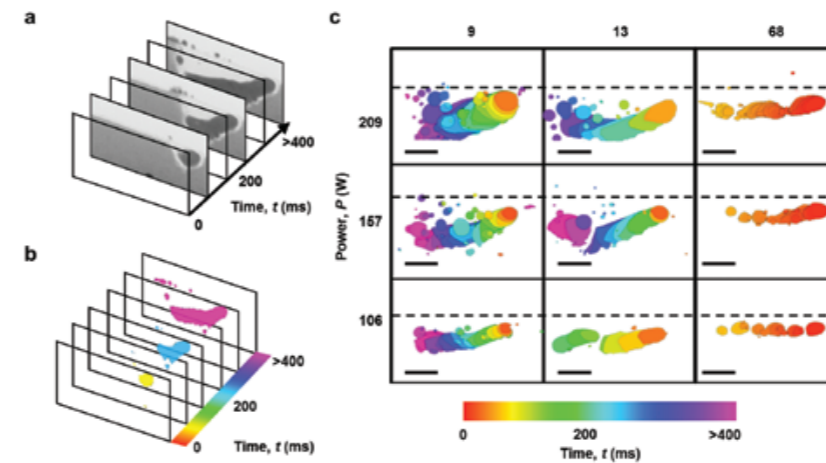 a
>400
200
Time, t (ms)
0
b
>400
200
Time, t (ms)
0
c
9 13 68
209
157
106
Power, P (W)
0 200 >400
Time, t (ms)